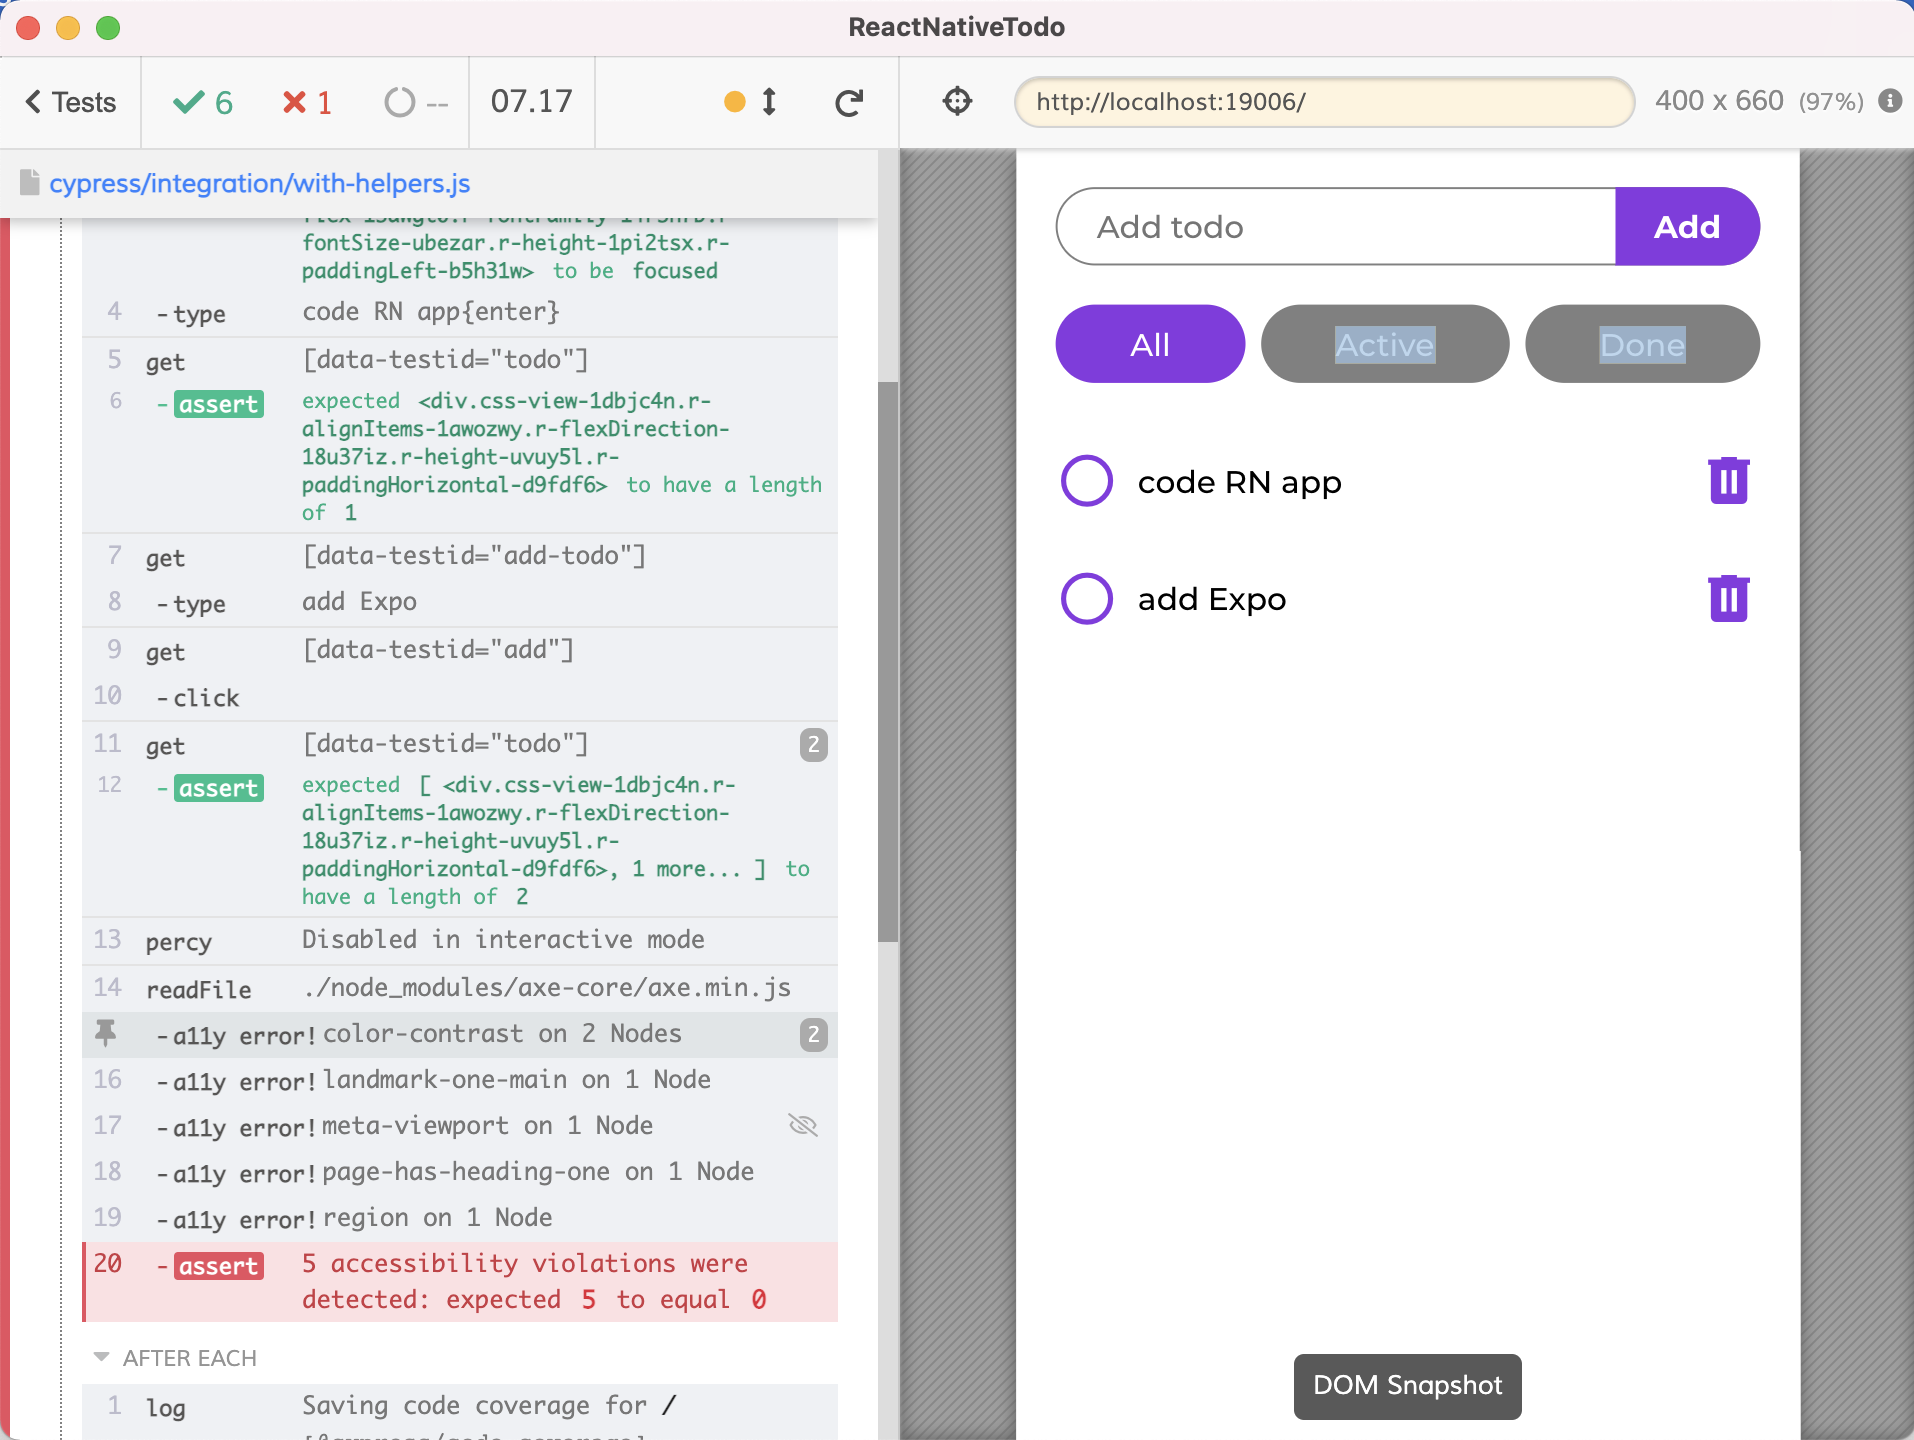 ReactNativeTodo
Tests
6
1
--
07.17
http://localhost:19006/
400 x 660 (97%)
cypress/integration/with-helpers.js
fontSize-ubezar.r-height-1pi2tsx.r-
paddingLeft-b5h31w> to be focused
4 -type code RN app{enter}
5 get [data-testid="todo"]
6 -assert expected <div.css-view-1dbjc4n.r-
alignItems-1awozwy.r-flexDirection-
18u37iz.r-height-uvuy5l.r-
paddingHorizontal-d9fdf6> to have a length
of 1
7 get [data-testid="add-todo"]
8 -type add Expo
9 get [data-testid="add"]
10 -click
11 get [data-testid="todo"] 2
12 -assert expected [ <div.css-view-1dbjc4n.r-
alignItems-1awozwy.r-flexDirection-
18u37iz.r-height-uvuy5l.r-
paddingHorizontal-d9fdf6>, 1 more... ] to
have a length of 2
13 percy Disabled in interactive mode
14 readFile ./node_modules/axe-core/axe.min.js
-a11y error! color-contrast on 2 Nodes 2
16 -a11y error! landmark-one-main on 1 Node
17 -a11y error! meta-viewport on 1 Node
18 -a11y error! page-has-heading-one on 1 Node
19 -a11y error! region on 1 Node
20 -assert 5 accessibility violations were
detected: expected 5 to equal 0
AFTER EACH
1 log Saving code coverage for /
Add todo
Add
All
Active
Done
code RN app
add Expo
DOM Snapshot